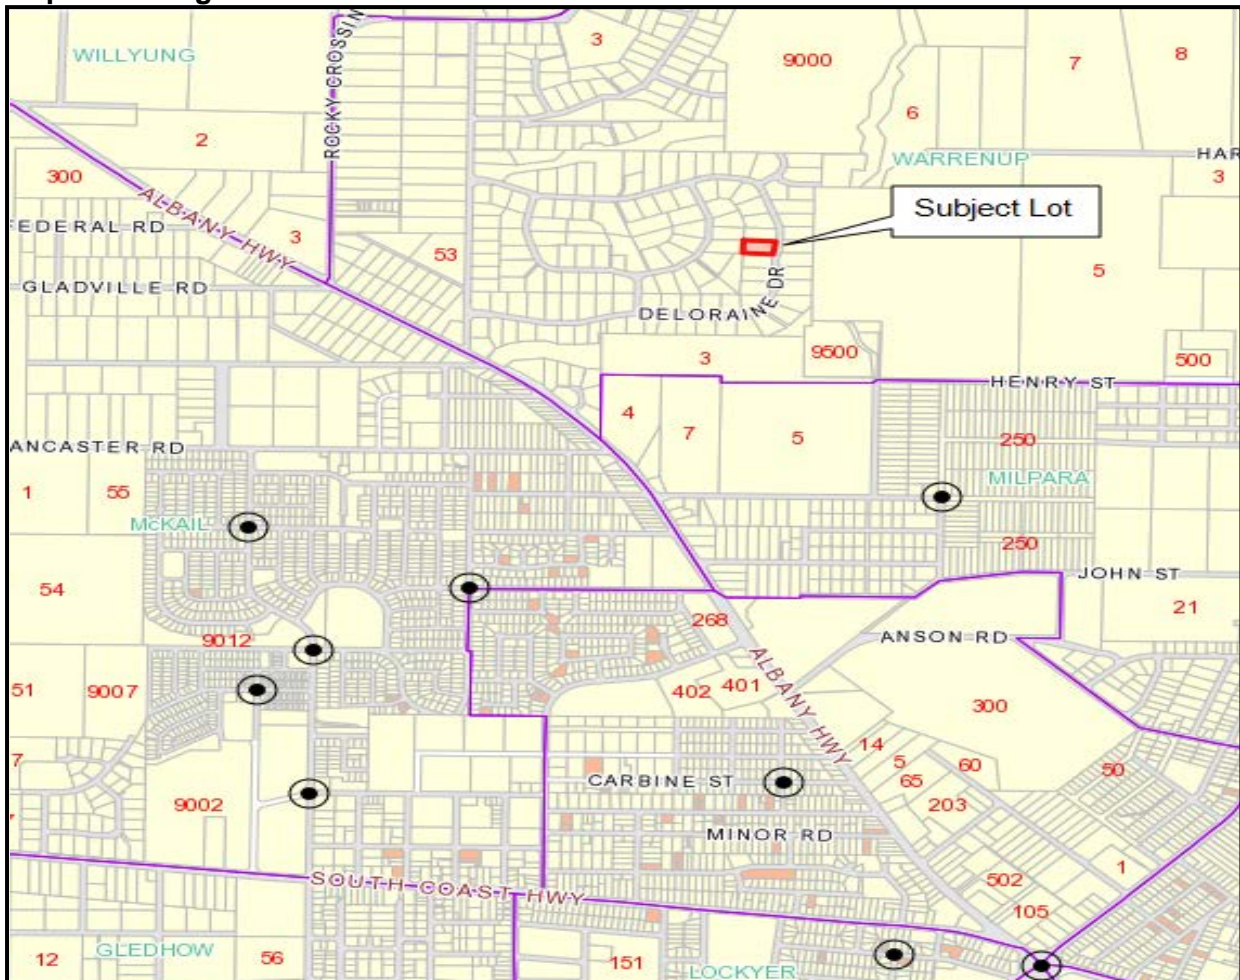 WILLYUNG
ROCKY CROSSIN
3
9000
7
8
6
2
WARRENUP
HAR
3
300
ALBANY HWY
Subject Lot
FEDERAL RD
3
53
5
GLADVILLE RD
DELORAINE DR
3
9500
500
HENRY ST
4
7
5
250
ANCASTER RD
1
55
MILPARA
McKAIL
250
54
JOHN ST
21
268
9012
ANSON RD
ALBANY HWY
51
9007
402
401
300
14
5
60
65
50
7
CARBINE ST
203
9002
MINOR RD
1
SOUTH COAST HWY
502
105
12
GLEDHOW
56
151
LOCKYER